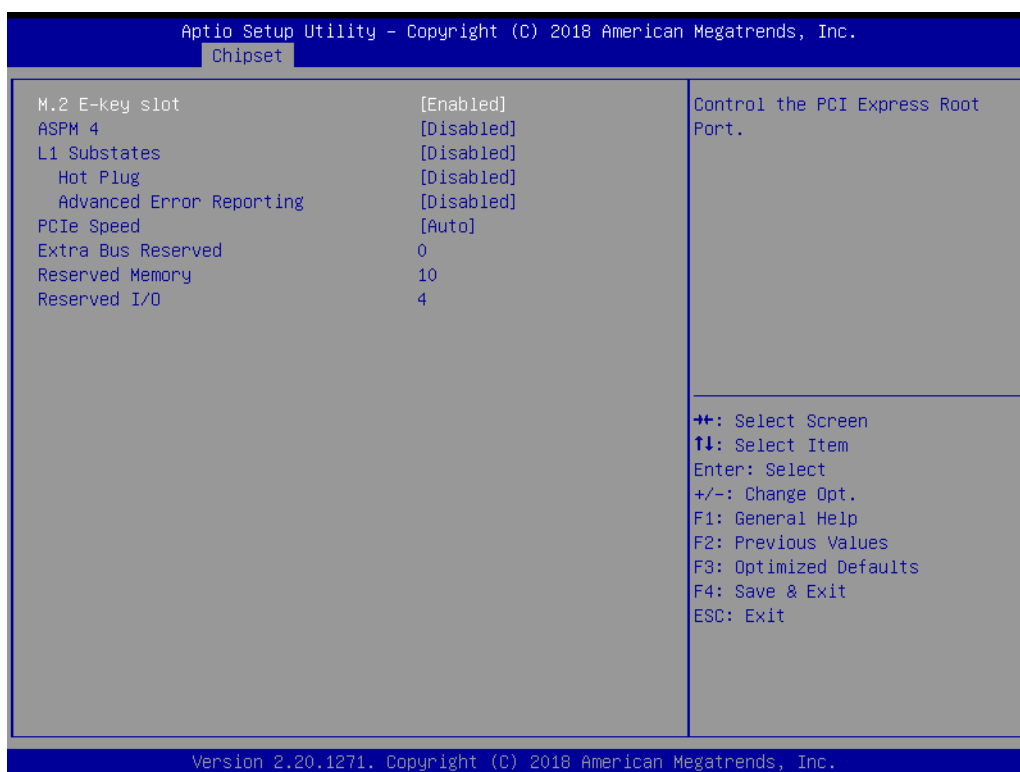 Aptio Setup Utility – Copyright (C) 2018 American Megatrends, Inc.
Chipset
M.2 E-key slot [Enabled]
ASPM 4 [Disabled]
L1 Substates [Disabled]
Hot Plug [Disabled]
Advanced Error Reporting [Disabled]
PCIe Speed [Auto]
Extra Bus Reserved 0
Reserved Memory 10
Reserved I/O 4
Control the PCI Express Root
Port.
→←: Select Screen
↑↓: Select Item
Enter: Select
+/-: Change Opt.
F1: General Help
F2: Previous Values
F3: Optimized Defaults
F4: Save & Exit
ESC: Exit
Version 2.20.1271. Copyright (C) 2018 American Megatrends, Inc.